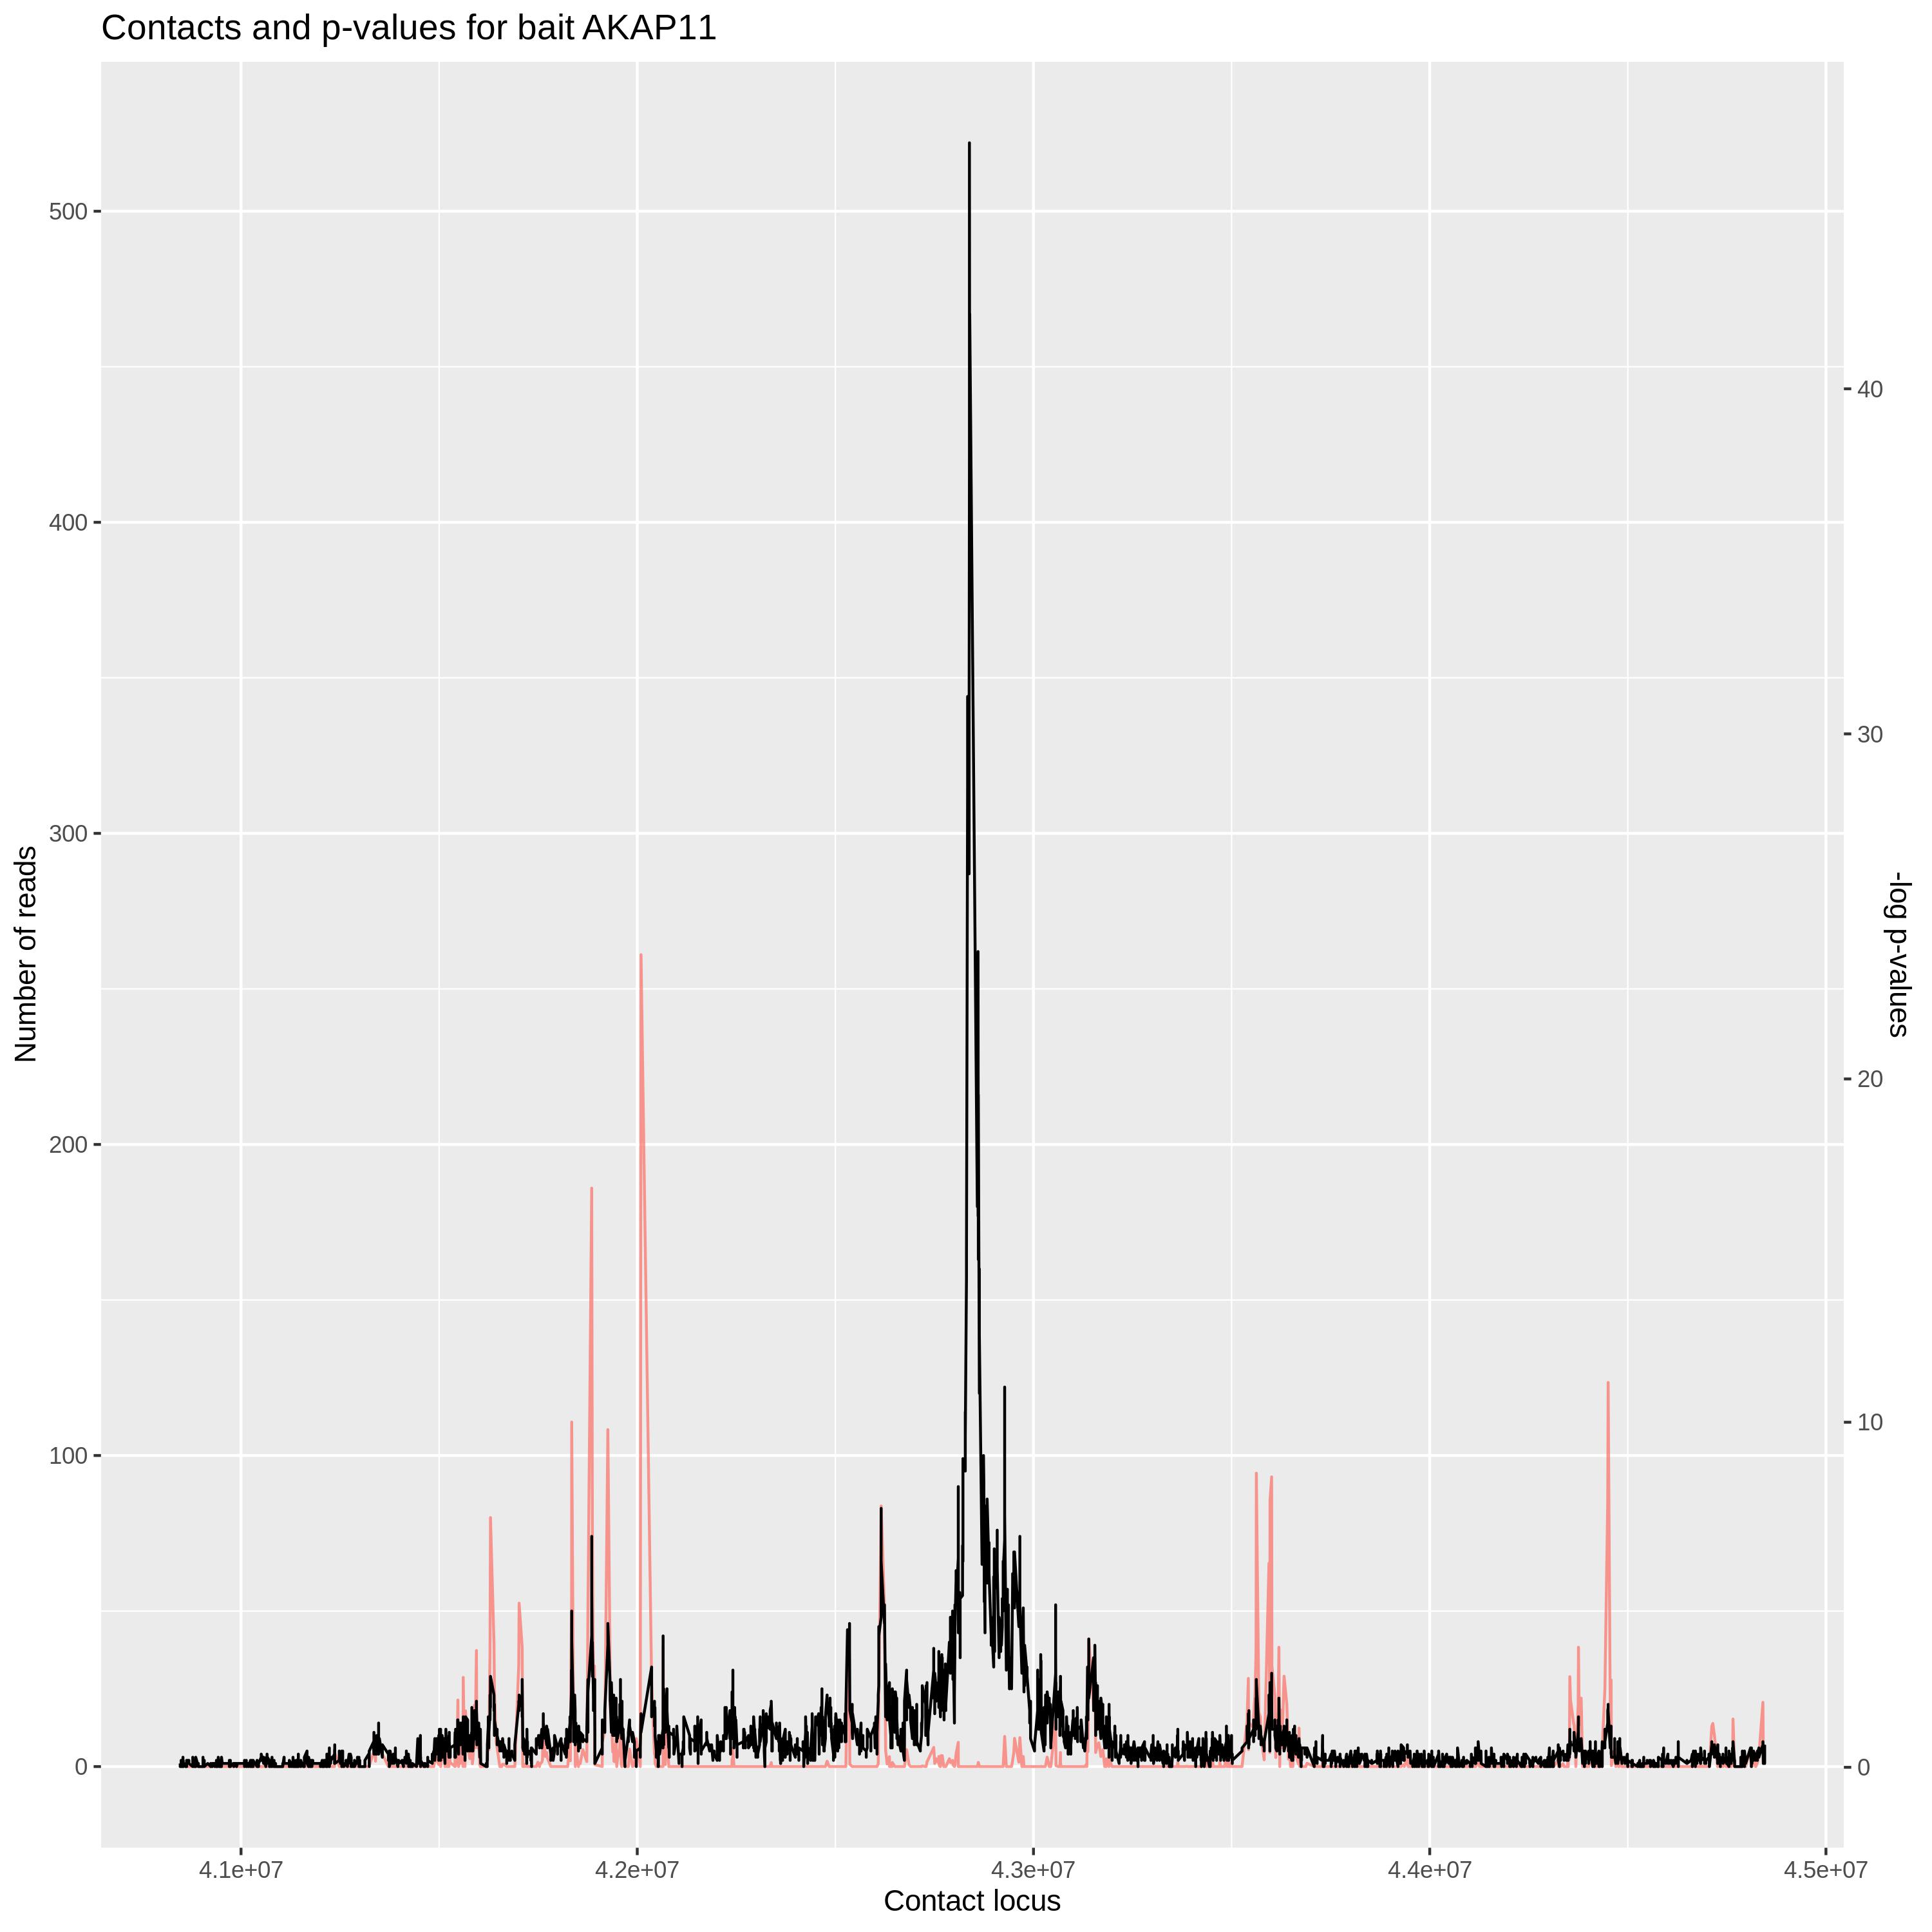 Contacts and p-values for bait AKAP11
500
400
300
200
100
0
Number of reads
40
30
20
10
0
-log p-values
4.1e+07
4.2e+07
4.3e+07
4.4e+07
4.5e+07
Contact locus